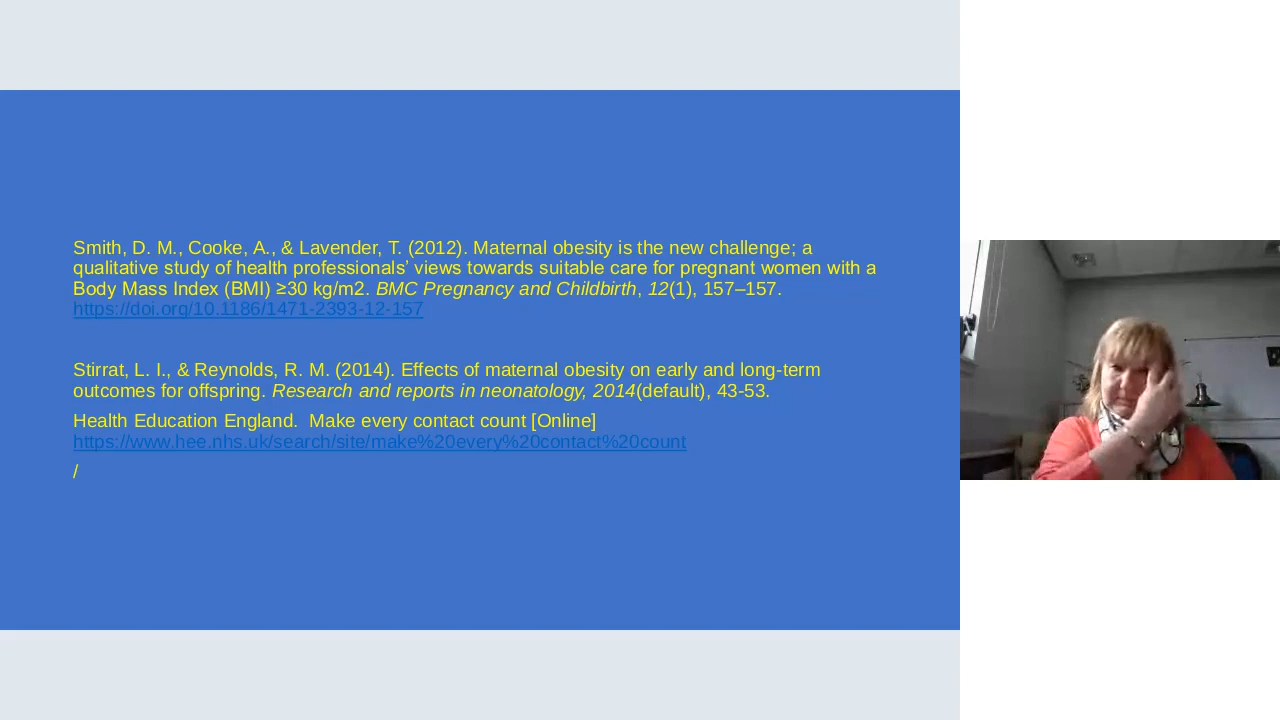 Smith, D. M., Cooke, A., & Lavender, T. (2012). Maternal obesity is the new challenge; a
qualitative study of health professionals’ views towards suitable care for pregnant women with a
Body Mass Index (BMI) ≥30 kg/m2. BMC Pregnancy and Childbirth, 12(1), 157–157.
https://doi.org/10.1186/1471-2393-12-157
Stirrat, L. I., & Reynolds, R. M. (2014). Effects of maternal obesity on early and long-term
outcomes for offspring. Research and reports in neonatology, 2014(default), 43-53.
Health Education England.  Make every contact count [Online]
https://www.hee.nhs.uk/search/site/make%20every%20contact%20count
/